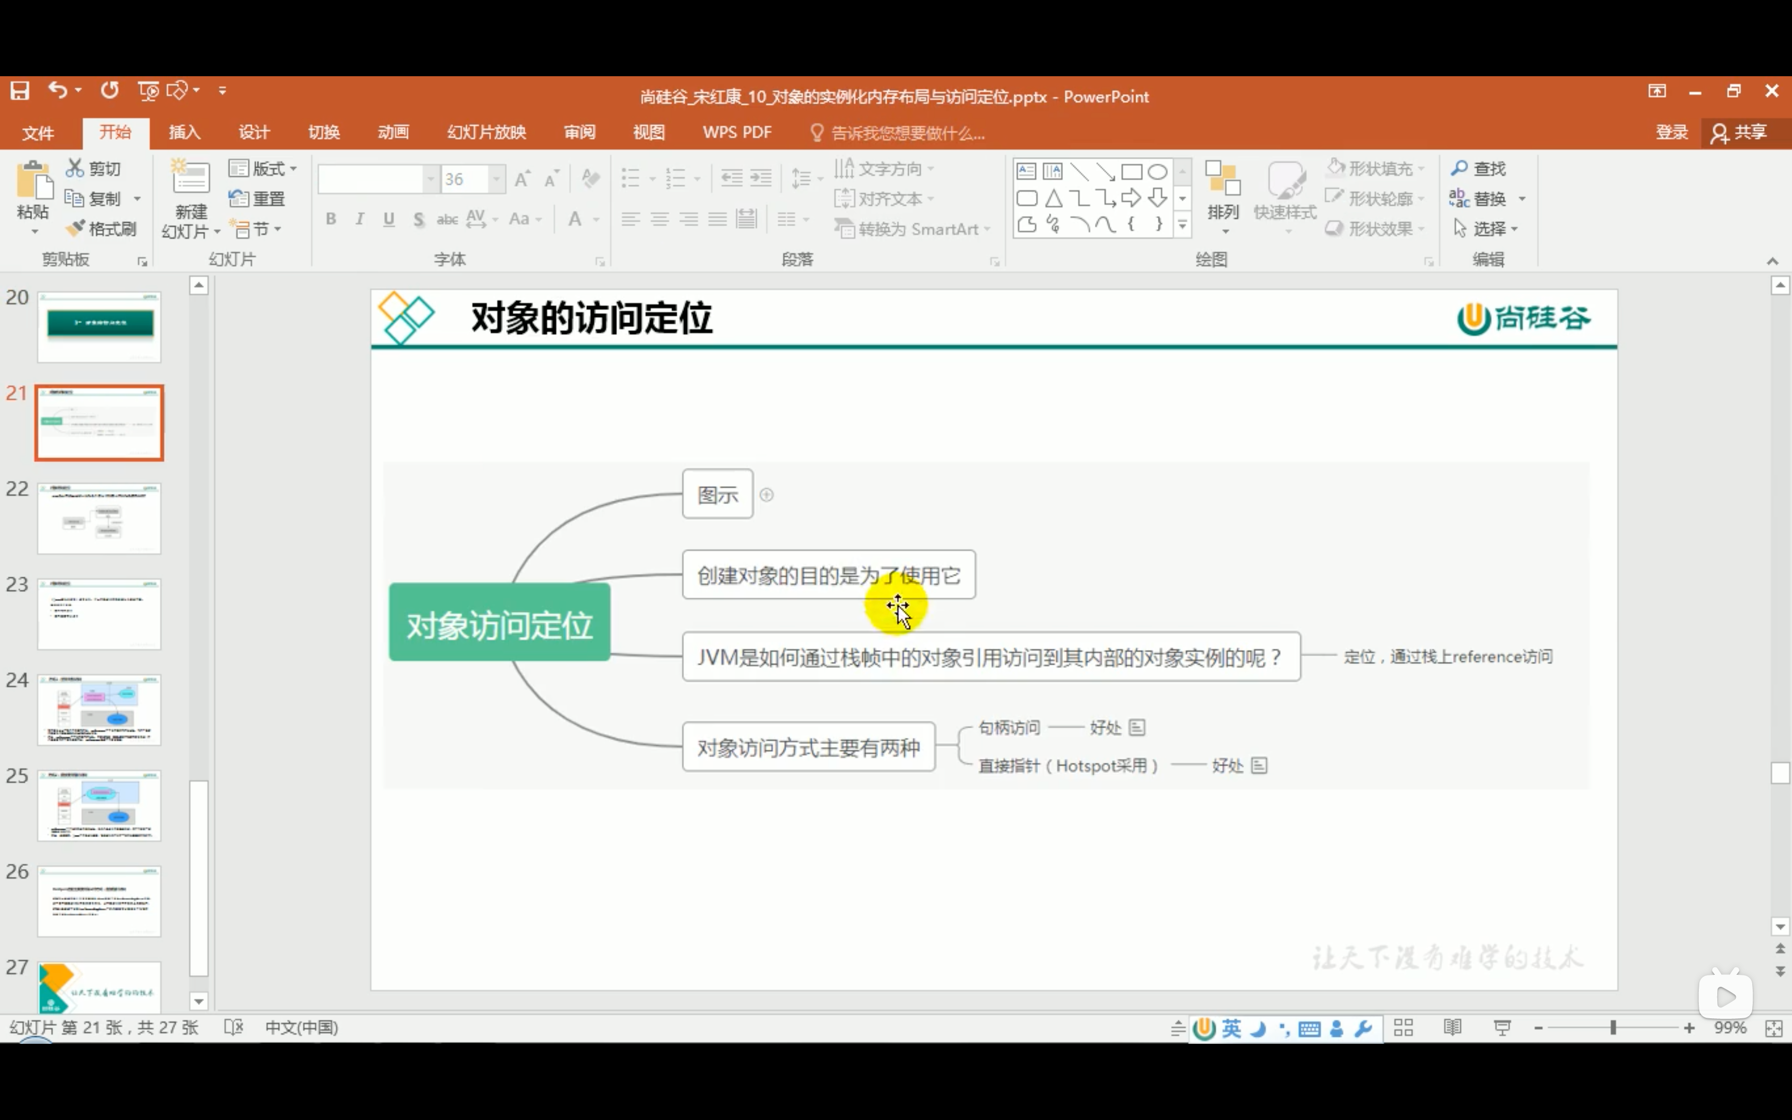 尚硅谷_宋红康_10_对象的实例化内存布局与访问定位.pptx - PowerPoint
文件 开始 插入 设计 切换 动画 幻灯片放映 审阅 视图 WPS PDF 告诉我您想要做什么... 登录 共享
剪切
复制
格式刷
粘贴
剪贴板
新建
幻灯片
版式
重置
节
幻灯片
36
B I U S abc AV Aa A
字体
文字方向
对齐文本
转换为 SmartArt
段落
排列
快速样式
形状填充
形状轮廓
形状效果
绘图
查找
替换
选择
编辑
20
21
22
23
24
25
26
27
让天下没有难学的技术
对象的访问定位
尚硅谷
图示
创建对象的目的是为了使用它
对象访问定位
JVM是如何通过栈帧中的对象引用访问到其内部的对象实例的呢？
定位，通过栈上reference访问
对象访问方式主要有两种
句柄访问 好处
直接指针（Hotspot采用） 好处
让天下没有难学的技术
幻灯片 第 21 张，共 27 张 中文(中国) 英 99%